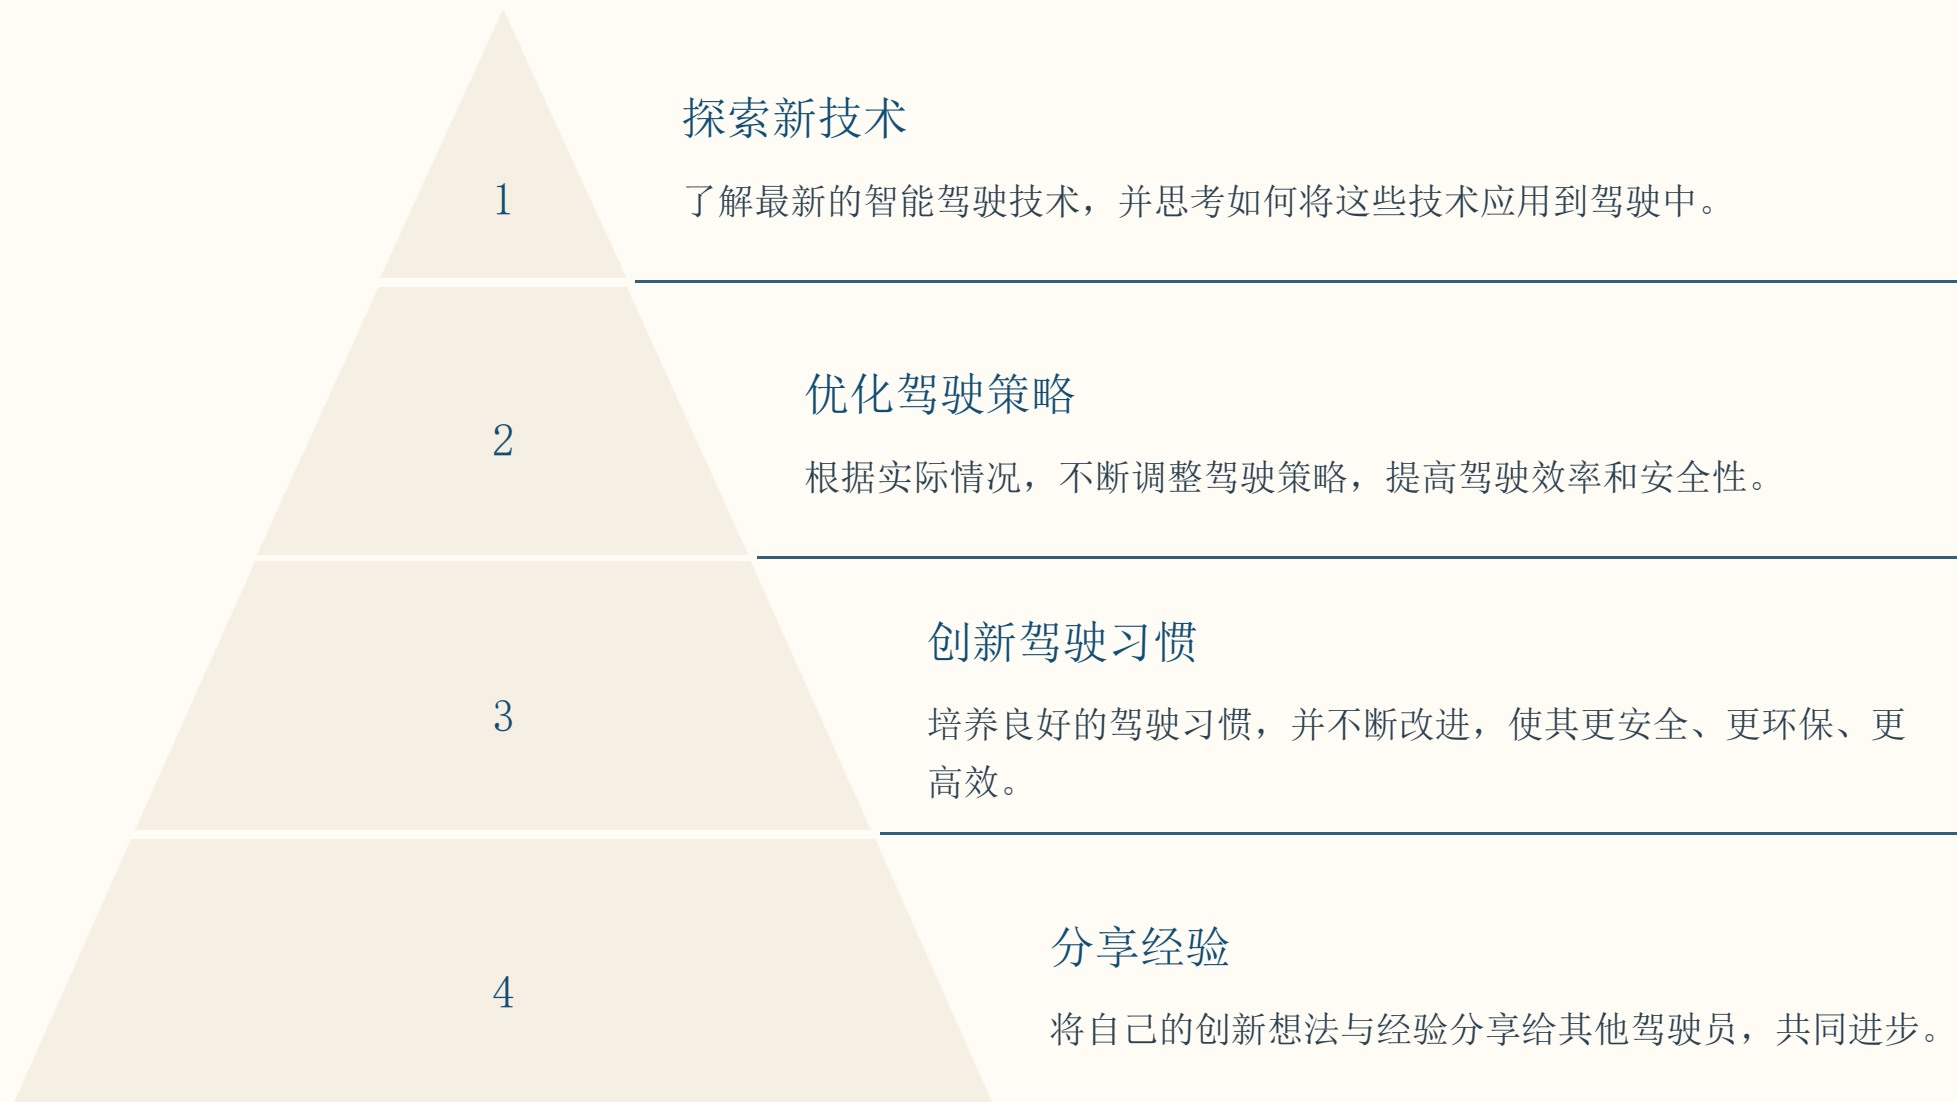 探索新技术
1
了解最新的智能驾驶技术，并思考如何将这些技术应用到驾驶中。
优化驾驶策略
2
根据实际情况，不断调整驾驶策略，提高驾驶效率和安全性。
创新驾驶习惯
3
培养良好的驾驶习惯，并不断改进，使其更安全、更环保、更
高效。
分享经验
4
将自己的创新想法与经验分享给其他驾驶员，共同进步。